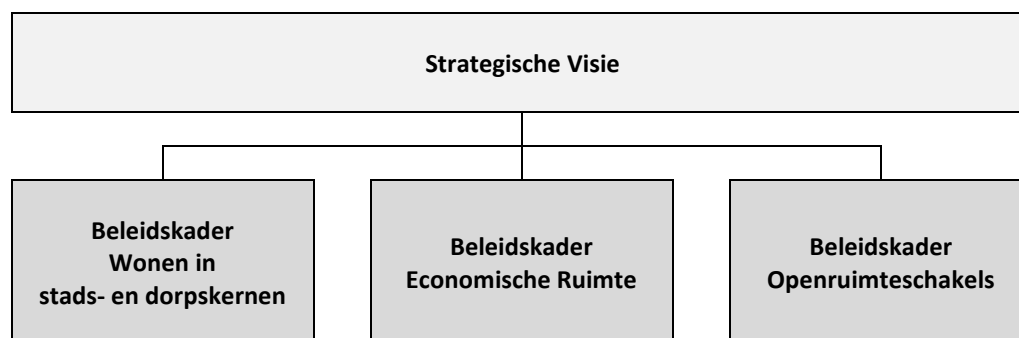 Strategische Visie
Beleidskader
Wonen in
stads- en dorpskernen
Beleidskader
Economische Ruimte
Beleidskader
Openruimteschakels